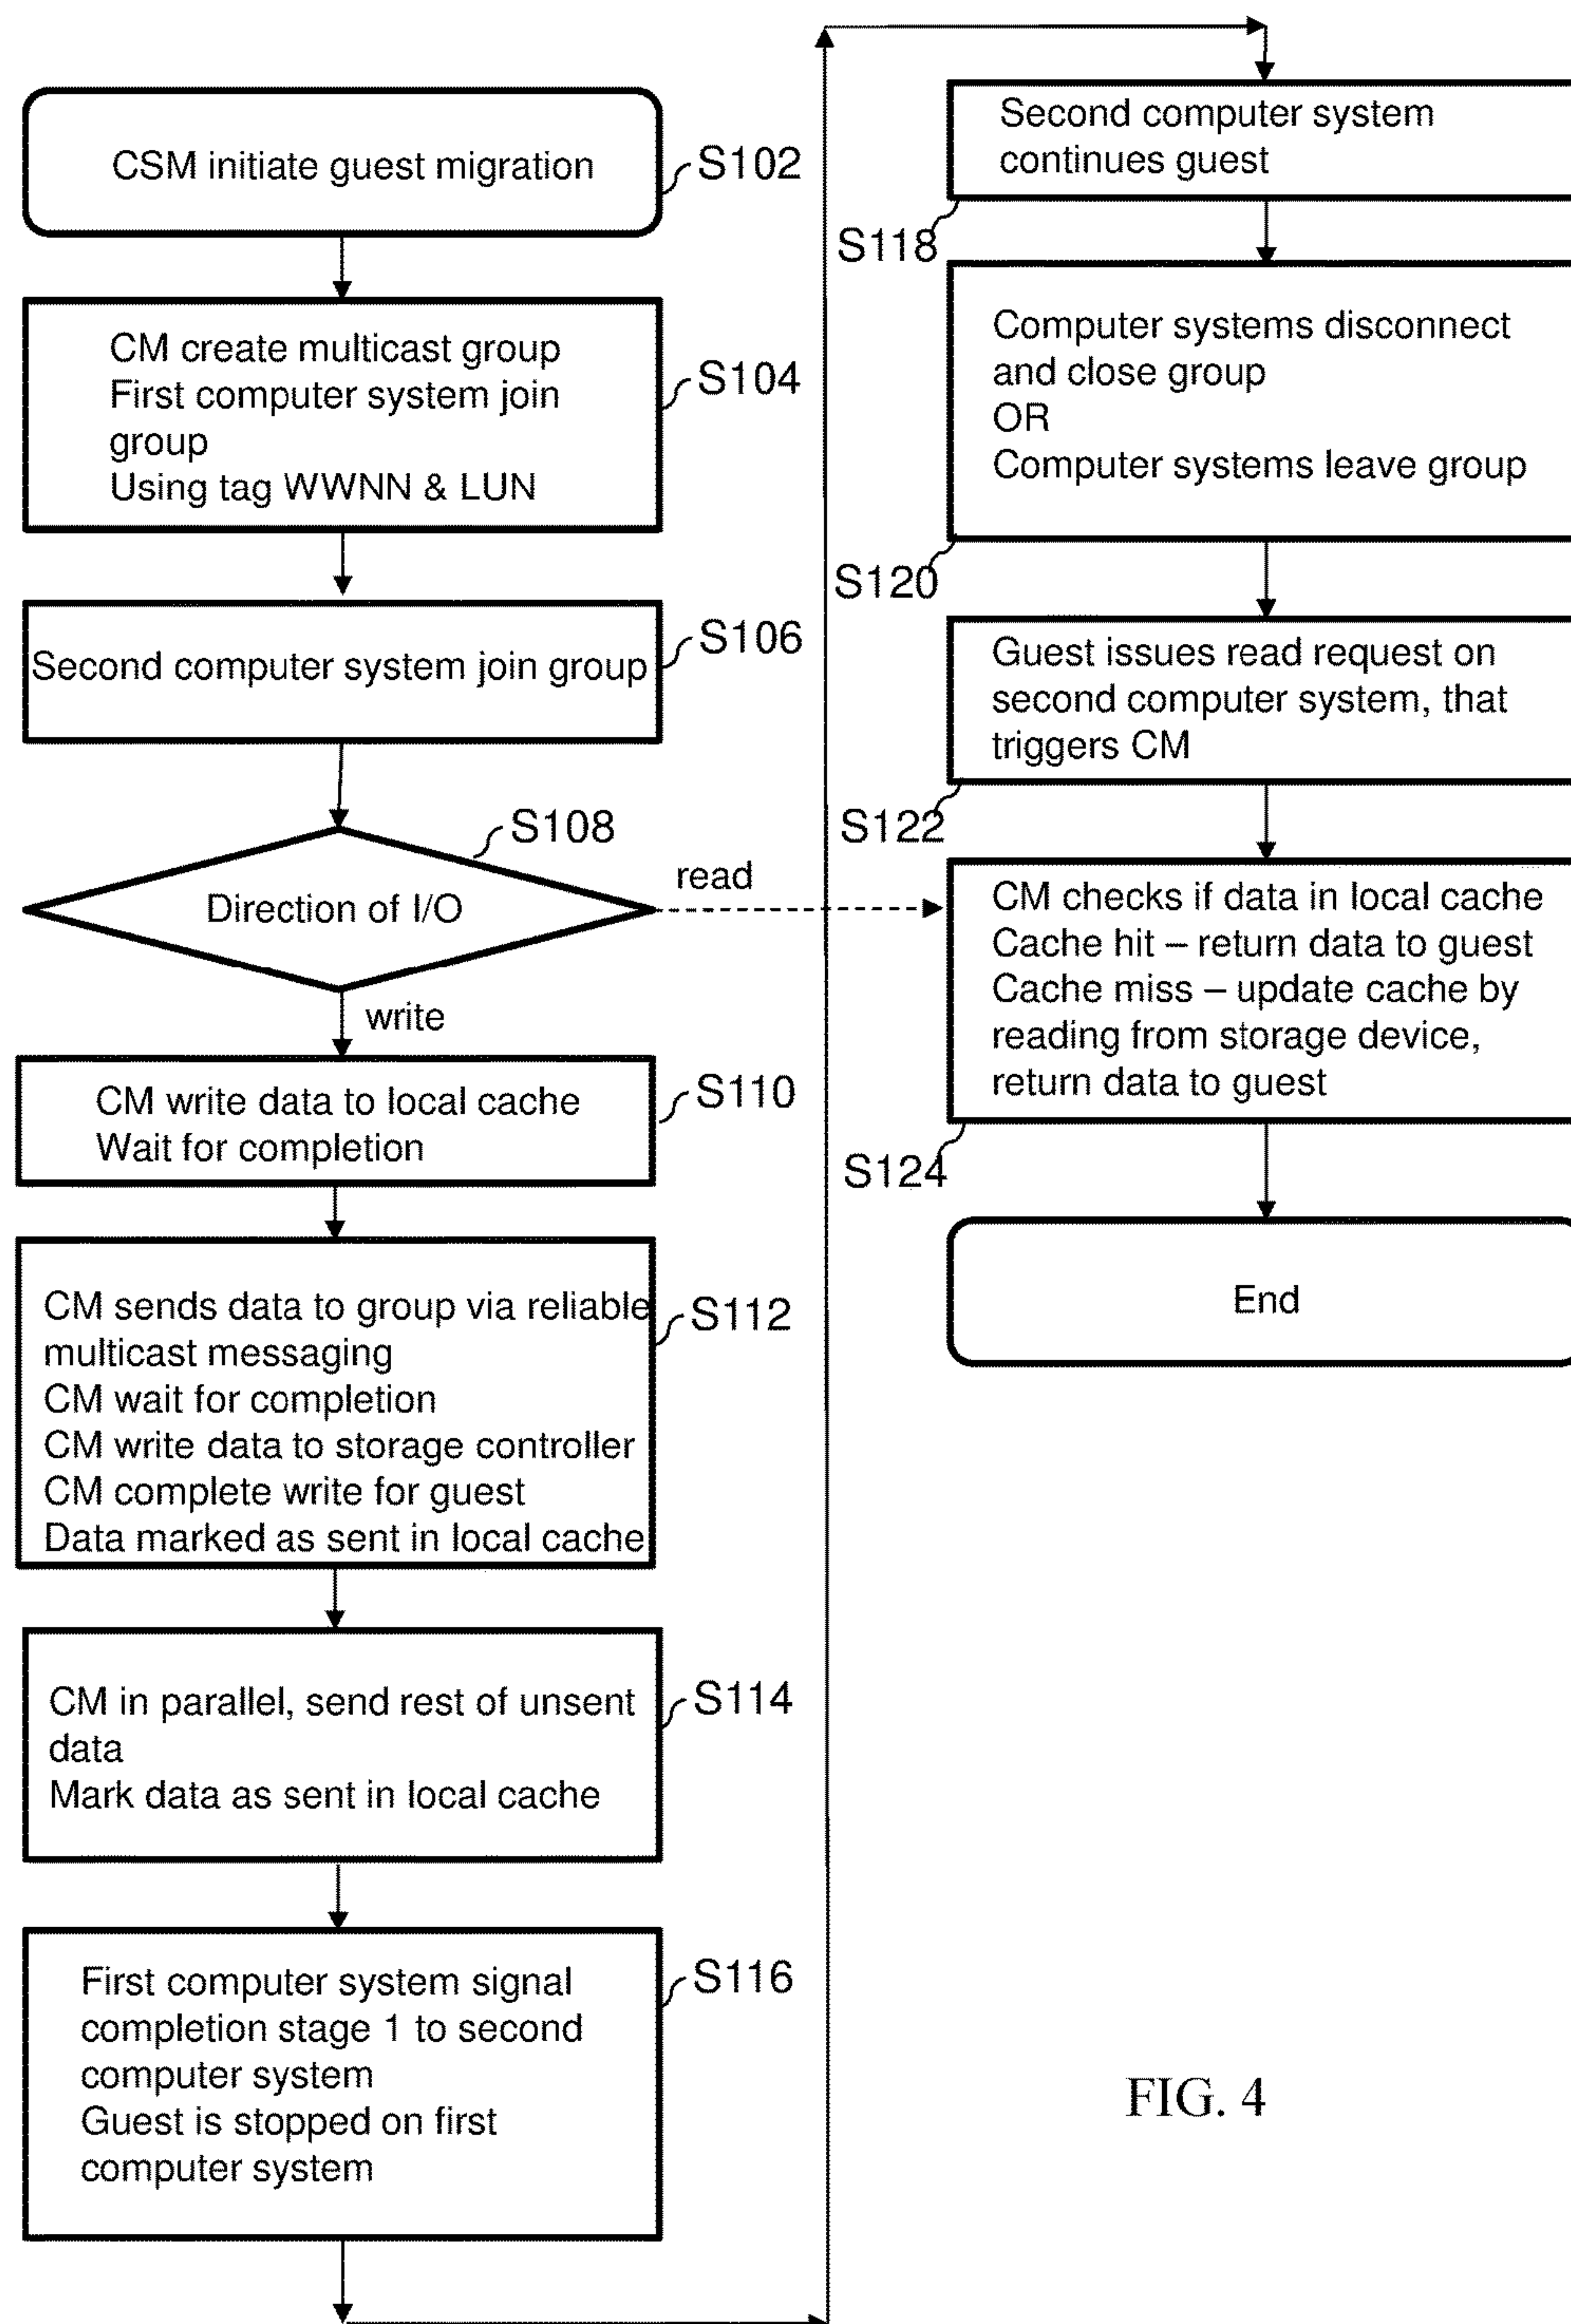 CSM initiate guest migration
S102
CM create multicast group
First computer system join
group
Using tag WWNN & LUN
S104
Second computer system join group
S106
Direction of I/O
S108
read
write
CM write data to local cache
Wait for completion
S110
CM sends data to group via reliable
multicast messaging
CM wait for completion
CM write data to storage controller
CM complete write for guest
Data marked as sent in local cache
S112
CM in parallel, send rest of unsent
data
Mark data as sent in local cache
S114
First computer system signal
completion stage 1 to second
computer system
Guest is stopped on first
computer system
S116
Second computer system
continues guest
S118
Computer systems disconnect
and close group
OR
Computer systems leave group
S120
Guest issues read request on
second computer system, that
triggers CM
S122
CM checks if data in local cache
Cache hit – return data to guest
Cache miss – update cache by
reading from storage device,
return data to guest
S124
End
FIG. 4